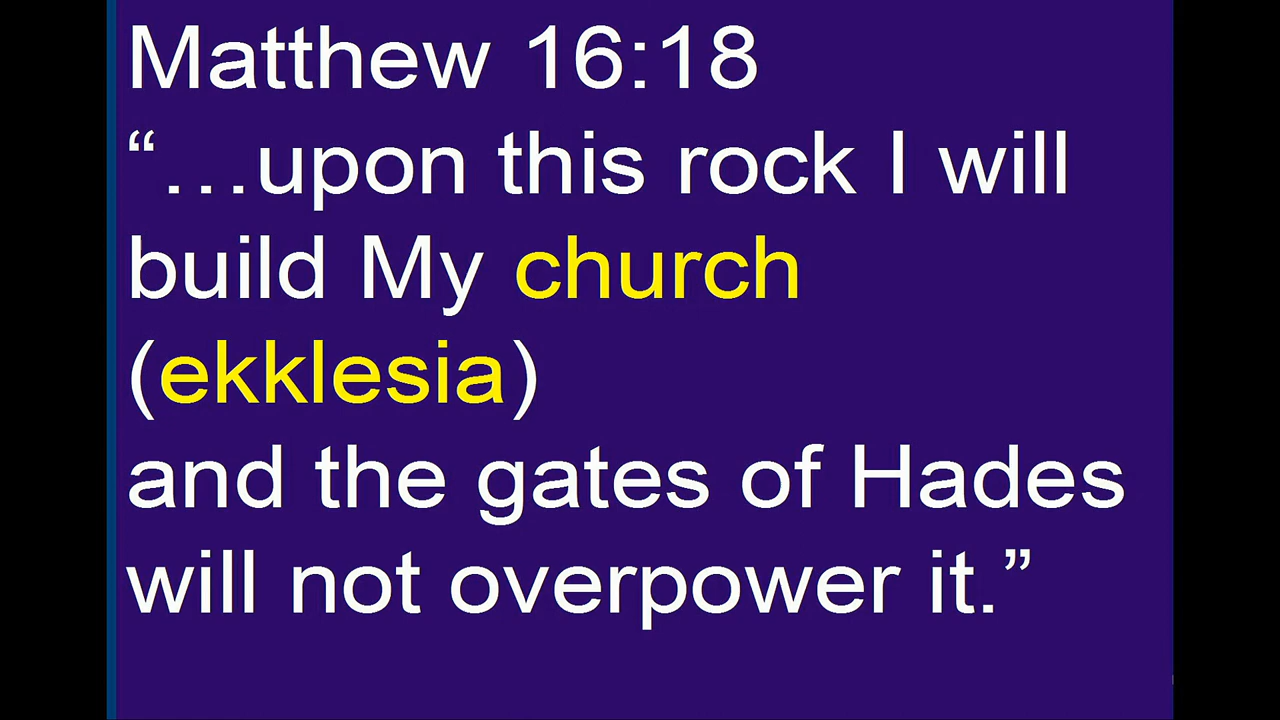 Matthew 16:18
“…upon this rock I will
build My church
(ekklesia)
and the gates of Hades
will not overpower it.”